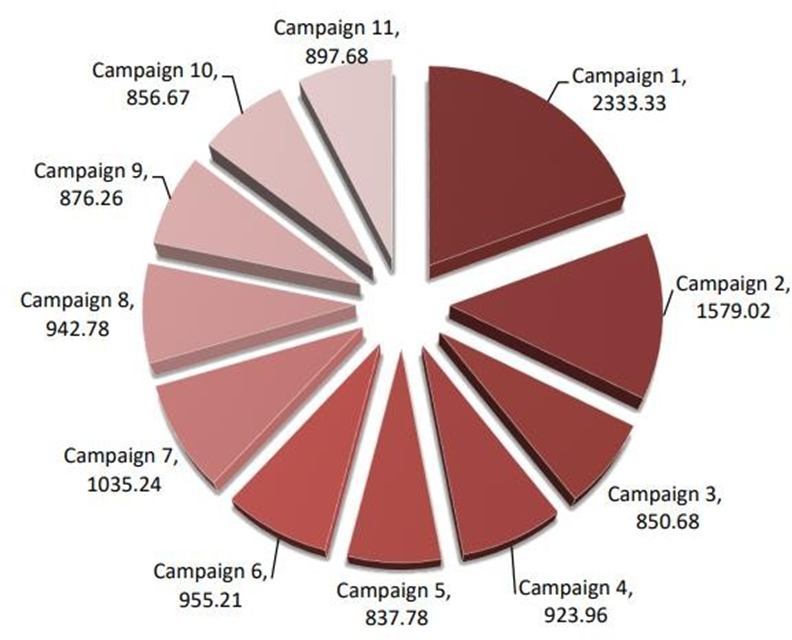 Campaign 1,
2333.33
Campaign 2,
1579.02
Campaign 3,
850.68
Campaign 4,
923.96
Campaign 5,
837.78
Campaign 6,
955.21
Campaign 7,
1035.24
Campaign 8,
942.78
Campaign 9,
876.26
Campaign 10,
856.67
Campaign 11,
897.68